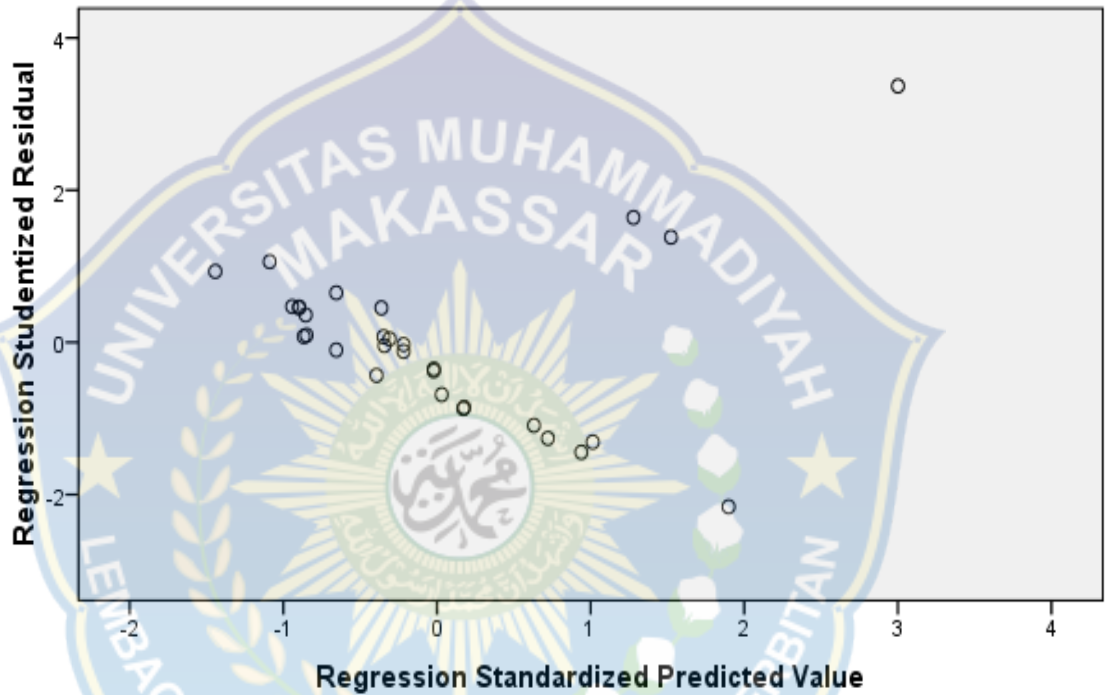 4
2
0
-2
-2
-1
0
1
2
3
4
Regression Studentized Residual
Regression Standardized Predicted Value
UNIVERSITAS MUHAMMADIYAH
MAKASSAR